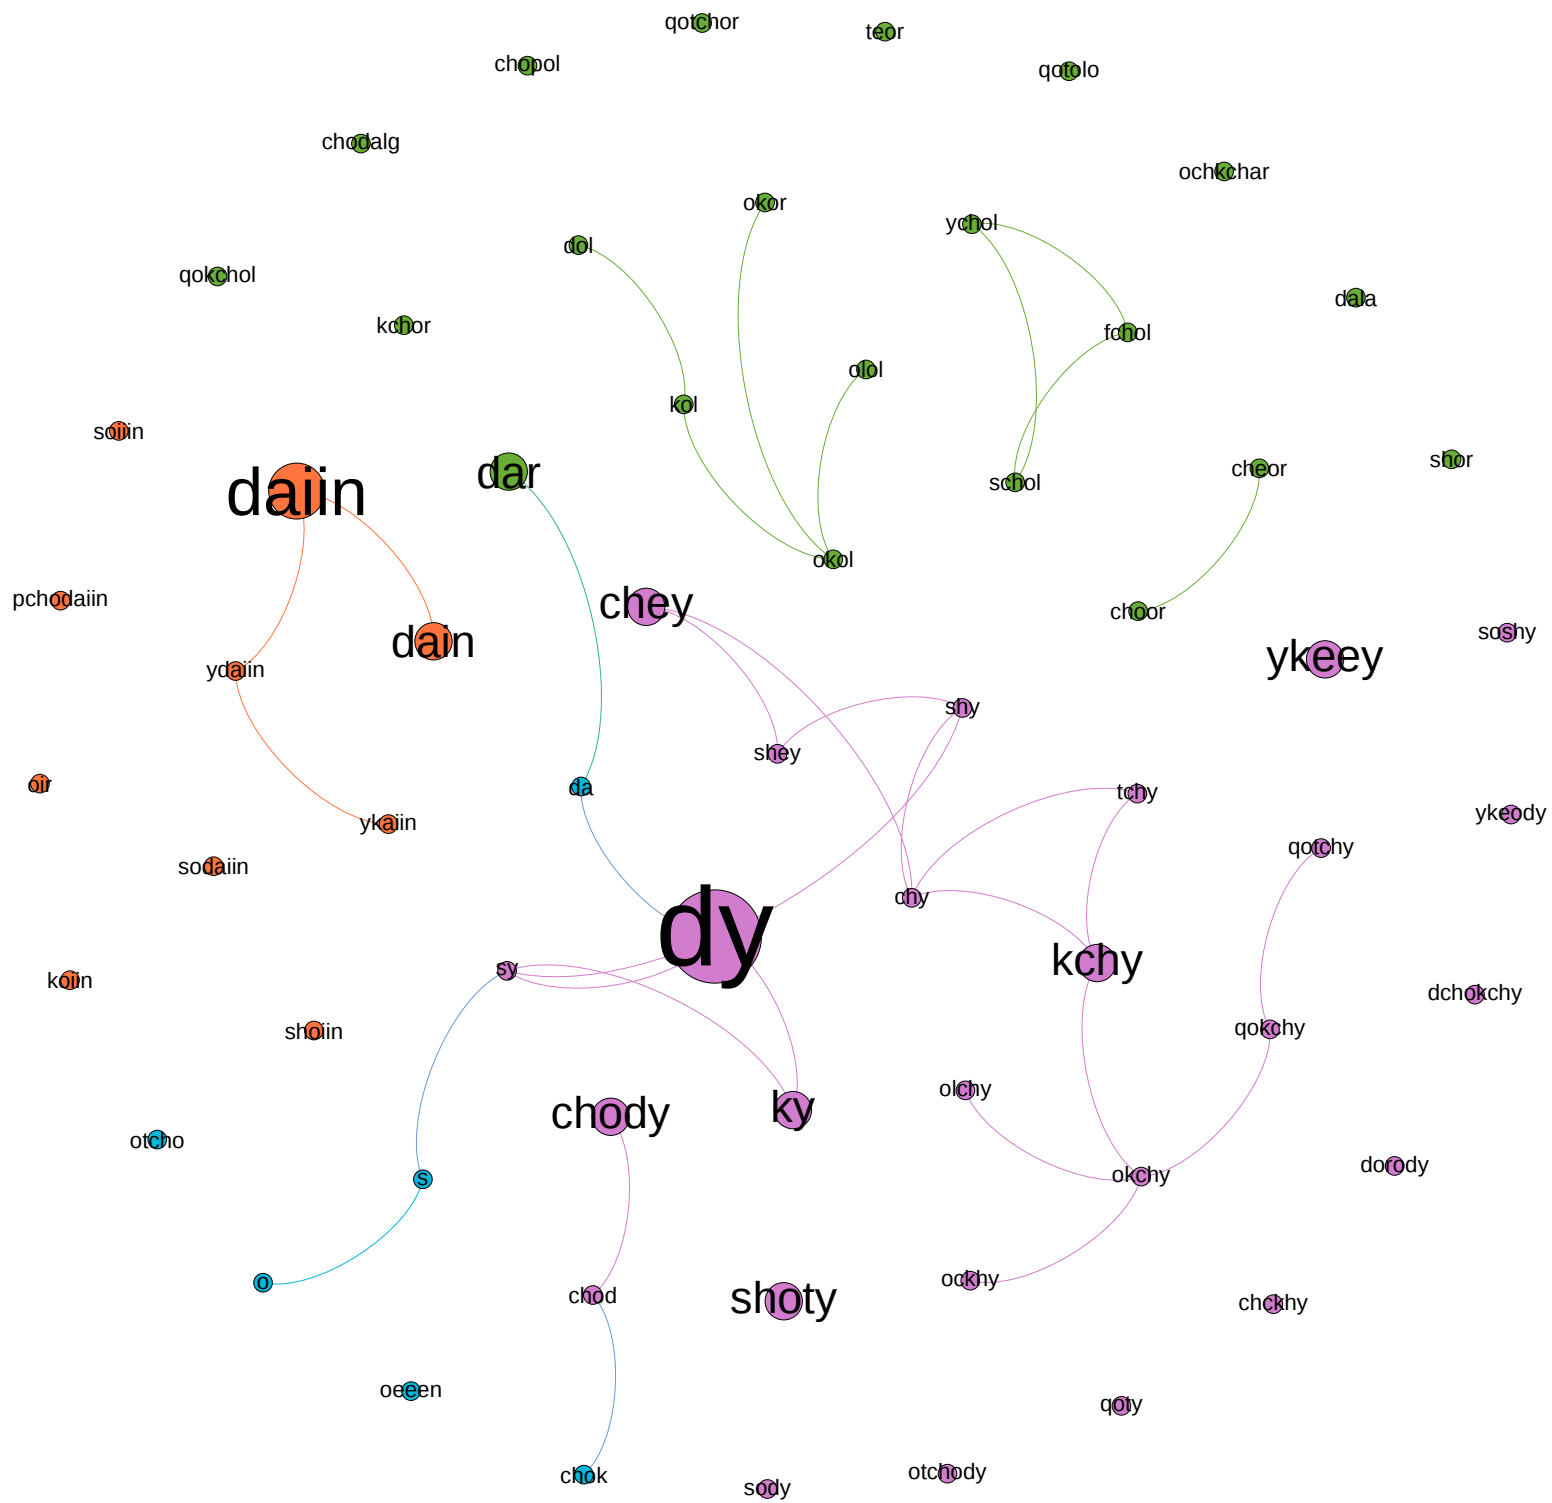 qotchor
teor
chopol
qotolo
chodalg
ochkchar
okor
ychol
dol
qokchol
dala
kchor
fchol
olol
kol
soiin
daiin
dar
schol
cheor
shor
okol
pchodaiin
chey
choor
soshy
dain
ykeey
ydaiin
shy
shey
oir
da
tchy
ykeody
ykaiin
qotchy
sodaiin
chy
dy
sy
kchy
koiin
dchokchy
shoiin
qokchy
olchy
chody
ky
otcho
dorody
s
okchy
o
ockhy
chod
shoty
chckhy
oeeen
qoty
chok
otchody
sody